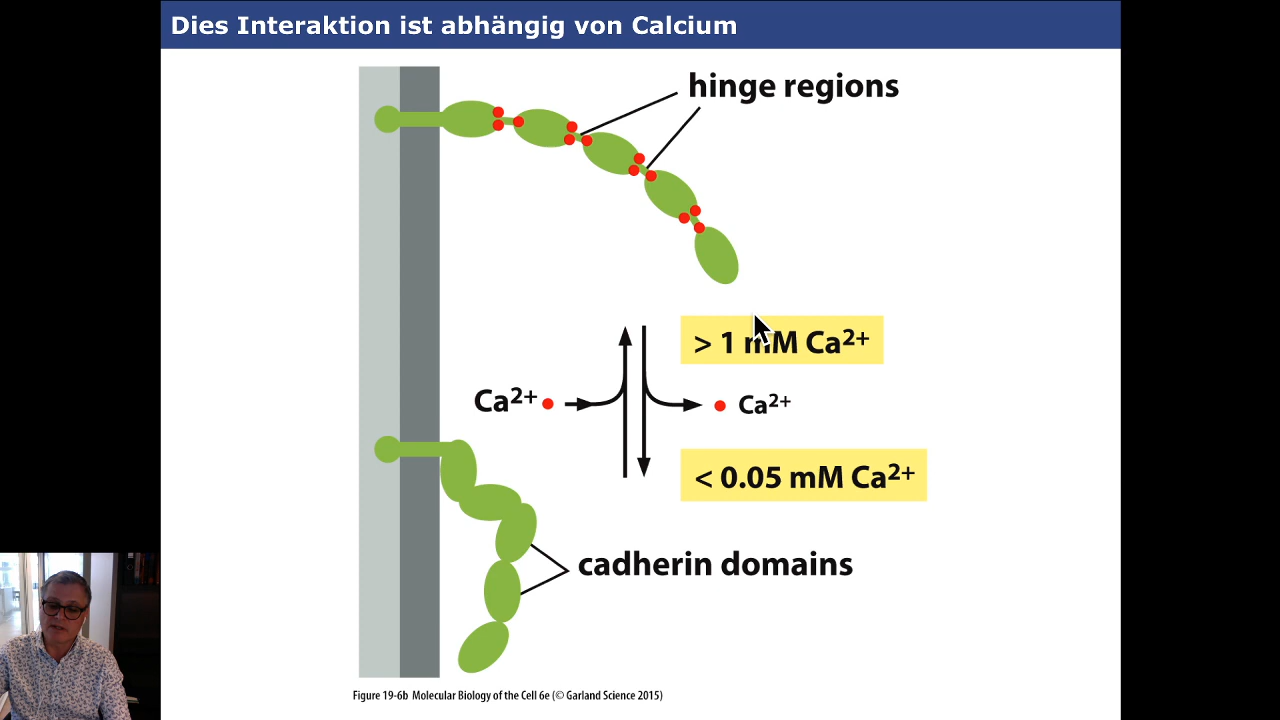 Dies Interaktion ist abhängig von Calcium
hinge regions
> 1 mM Ca²⁺
Ca²⁺
Ca²⁺
< 0.05 mM Ca²⁺
cadherin domains
Figure 19-6b Molecular Biology of the Cell 6e (© Garland Science 2015)